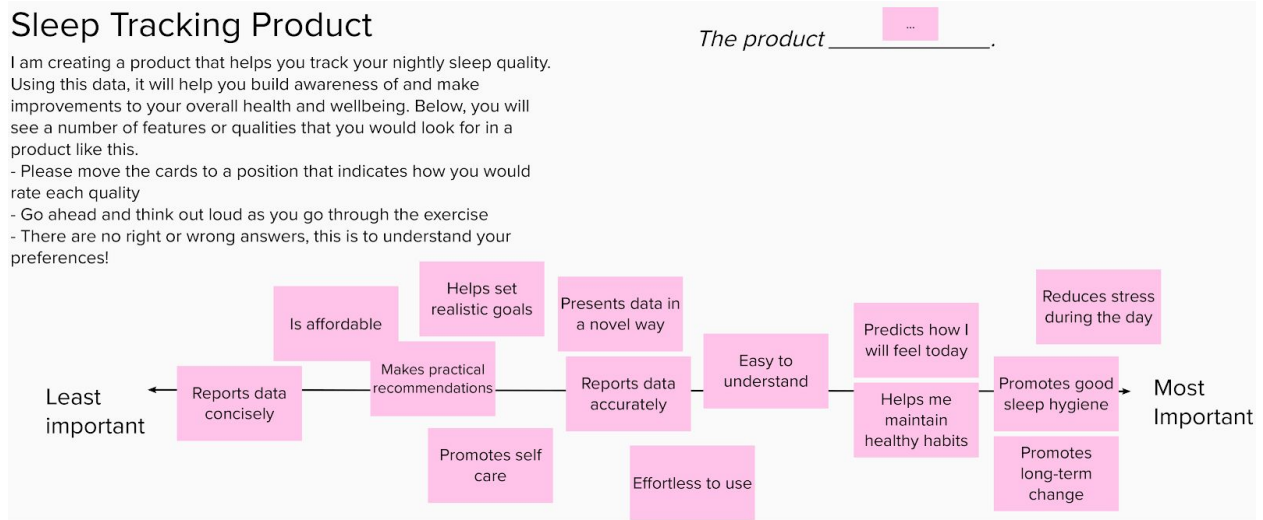 Sleep Tracking Product
I am creating a product that helps you track your nightly sleep quality.
Using this data, it will help you build awareness of and make
improvements to your overall health and wellbeing. Below, you will
see a number of features or qualities that you would look for in a
product like this.
- Please move the cards to a position that indicates how you would
rate each quality
- Go ahead and think out loud as you go through the exercise
- There are no right or wrong answers, this is to understand your
preferences!
...
The product _____________.
Least
important
Reports data
concisely
Is affordable
Makes practical
recommendations
Helps set
realistic goals
Promotes self
care
Presents data in
a novel way
Reports data
accurately
Effortless to use
Easy to
understand
Predicts how I
will feel today
Helps me
maintain
healthy habits
Reduces stress
during the day
Promotes good
sleep hygiene
Promotes
long-term
change
Most
Important